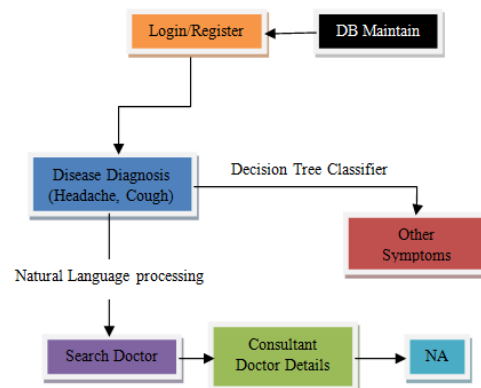 Login/Register
DB Maintain
Disease Diagnosis
(Headache, Cough)
Decision Tree Classifier
Other
Symptoms
Natural Language processing
Search Doctor
Consultant
Doctor Details
NA